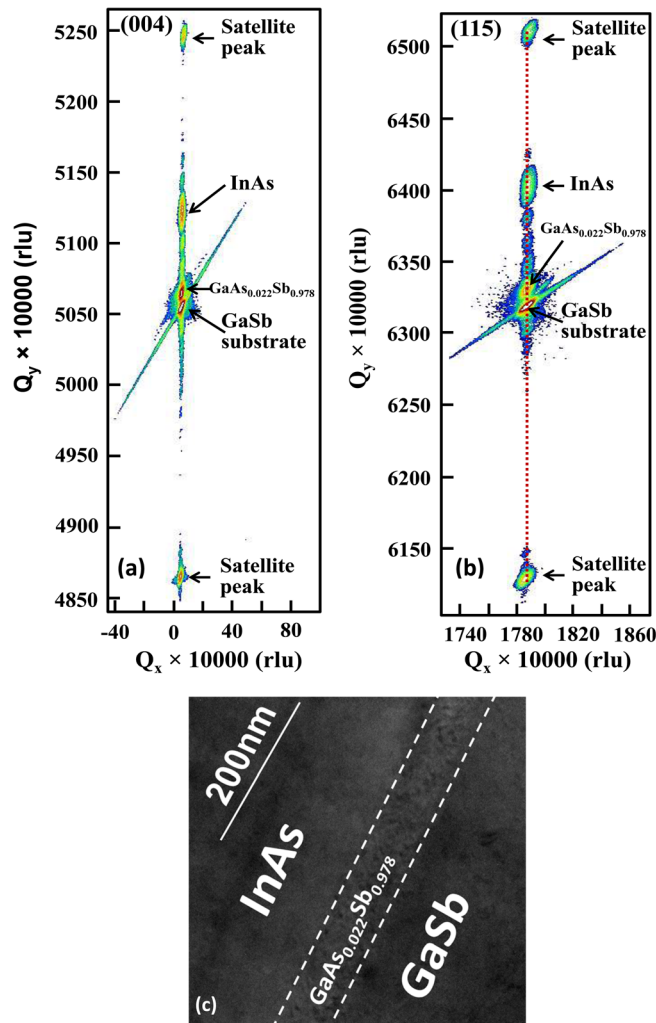 (004)
5250
5200
5150
5100
5050
5000
4950
4900
4850
Q_y × 10000 (rlu)
Satellite
peak
InAs
GaAs₀.₀₂₂Sb₀.₉₇₈
GaSb
substrate
Satellite
peak
(a)
-40 0 40 80
Qₓ × 10000 (rlu)
(115)
6500
6450
6400
6350
6300
6250
6200
6150
Q_y × 10000 (rlu)
Satellite
peak
InAs
GaAs₀.₀₂₂Sb₀.₉₇₈
GaSb
substrate
Satellite
peak
(b)
1740 1780 1820 1860
Qₓ × 10000 (rlu)
200nm
InAs
GaAs₀.₀₂₂Sb₀.₉₇₈
GaSb
(c)